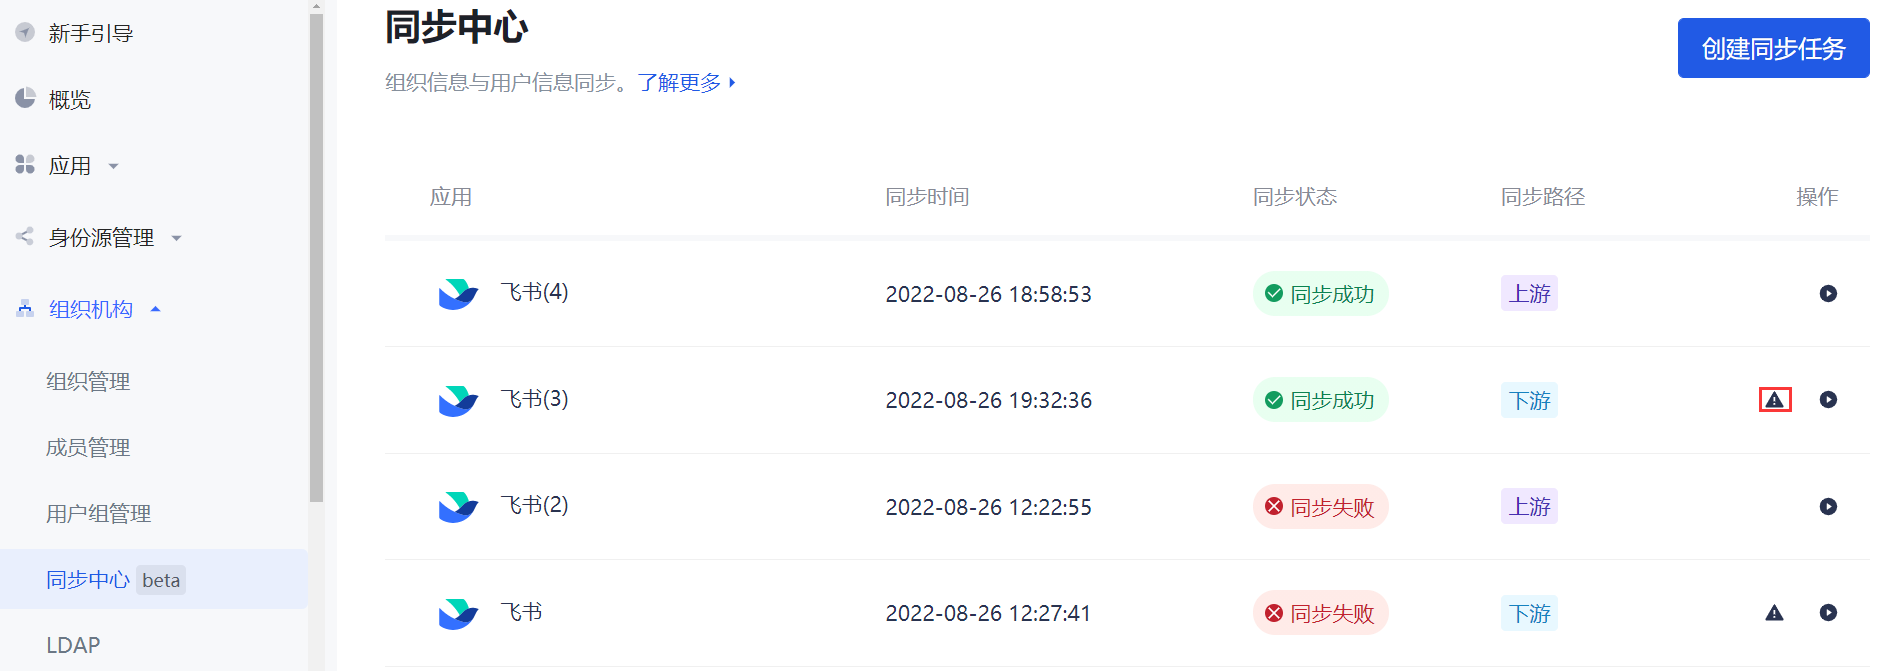 新手引导
概览
应用
身份源管理
组织机构
组织管理
成员管理
用户组管理
同步中心 beta
LDAP
同步中心
创建同步任务
组织信息与用户信息同步。了解更多
应用 同步时间 同步状态 同步路径 操作
飞书(4) 2022-08-26 18:58:53 同步成功 上游
飞书(3) 2022-08-26 19:32:36 同步成功 下游
飞书(2) 2022-08-26 12:22:55 同步失败 上游
飞书 2022-08-26 12:27:41 同步失败 下游